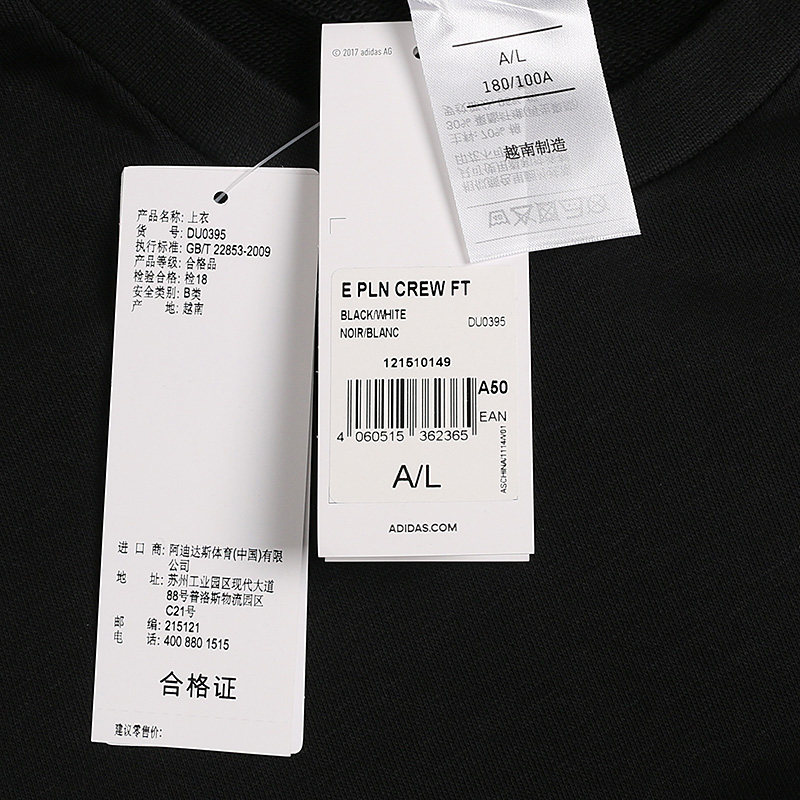 © 2017 adidas AG
A/L
180/100A
越南制造
产品名称: 上衣
货 号: DU0395
执行标准: GB/T 22853-2009
产品等级: 合格品
检验合格: 检18
安全类别: B类
产 地: 越南
E PLN CREW FT
BLACK/WHITE
NOIR/BLANC
DU0395
121510149
A50
EAN
4 060515 362365
A/L
ASCHINA/1114/V01
ADIDAS.COM
进 口 商: 阿迪达斯体育(中国)有限
公司
地 址: 苏州工业园区现代大道
88号普洛斯物流园区
C21号
邮 编: 215121
电 话: 400 880 1515
合格证
建议零售价: